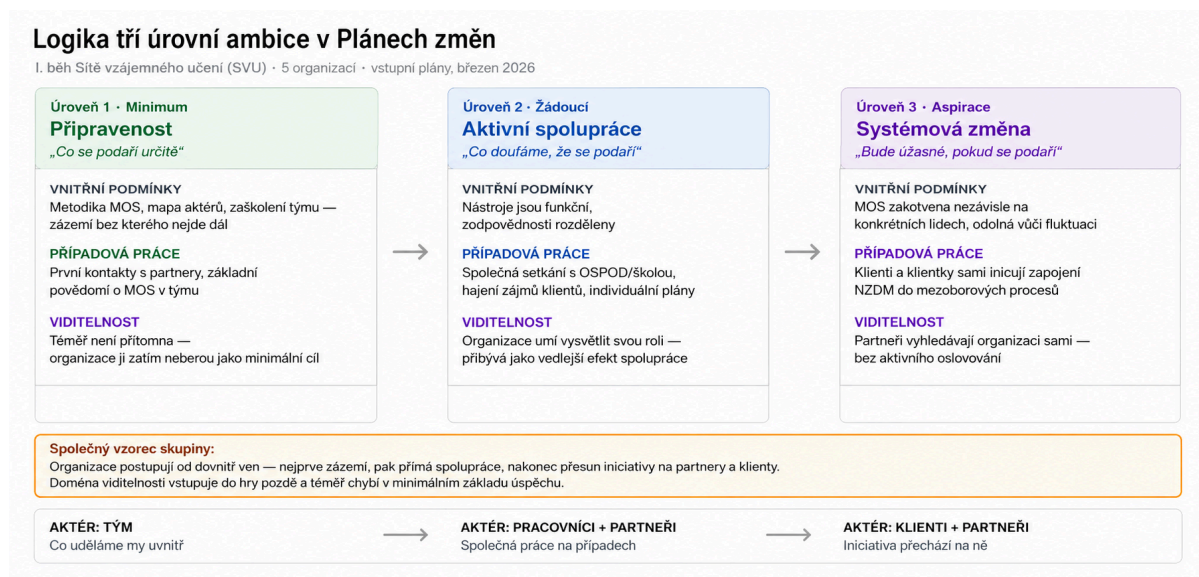 Logika tří úrovní ambice v Plánech změn
I. běh Sítě vzájemného učení (SVU) · 5 organizací · vstupní plány, březen 2026
Úroveň 1 · Minimum
Připravenost
„Co se podaří určitě“
VNITŘNÍ PODMÍNKY
Metodika MOS, mapa aktérů, zaškolení týmu —
zázemí bez kterého nejde dál
PŘÍPADOVÁ PRÁCE
První kontakty s partnery, základní
povědomí o MOS v týmu
VIDITELNOST
Téměř není přítomna —
organizace ji zatím neberou jako minimální cíl
Úroveň 2 · Žádoucí
Aktivní spolupráce
„Co doufáme, že se podaří“
VNITŘNÍ PODMÍNKY
Nástroje jsou funkční,
zodpovědnosti rozděleny
PŘÍPADOVÁ PRÁCE
Společná setkání s OSPOD/školou,
hajení zájmů klientů, individuální plány
VIDITELNOST
Organizace umí vysvětlit svou roli —
přibývá jako vedlejší efekt spolupráce
Úroveň 3 · Aspirace
Systémová změna
„Bude úžasné, pokud se podaří“
VNITŘNÍ PODMÍNKY
MOS zakotvena nezávisle na
konkrétních lidech, odolná vůči fluktuaci
PŘÍPADOVÁ PRÁCE
Klienti a klientky sami inicují zapojení
NZDM do mezoborových procesů
VIDITELNOST
Partneři vyhledávají organizaci sami —
bez aktivního oslovování
Společný vzorec skupiny:
Organizace postupují od dovnitř ven — nejprve zázemí, pak přímá spolupráce, nakonec přesun iniciativy na partnery a klienty.
Doména viditelnosti vstupuje do hry pozdě a téměř chybí v minimálním základu úspěchu.
AKTÉR: TÝM
Co uděláme my uvnitř
AKTÉR: PRACOVNÍCI + PARTNEŘI
Společná práce na případech
AKTÉR: KLIENTI + PARTNEŘI
Iniciativa přechází na ně